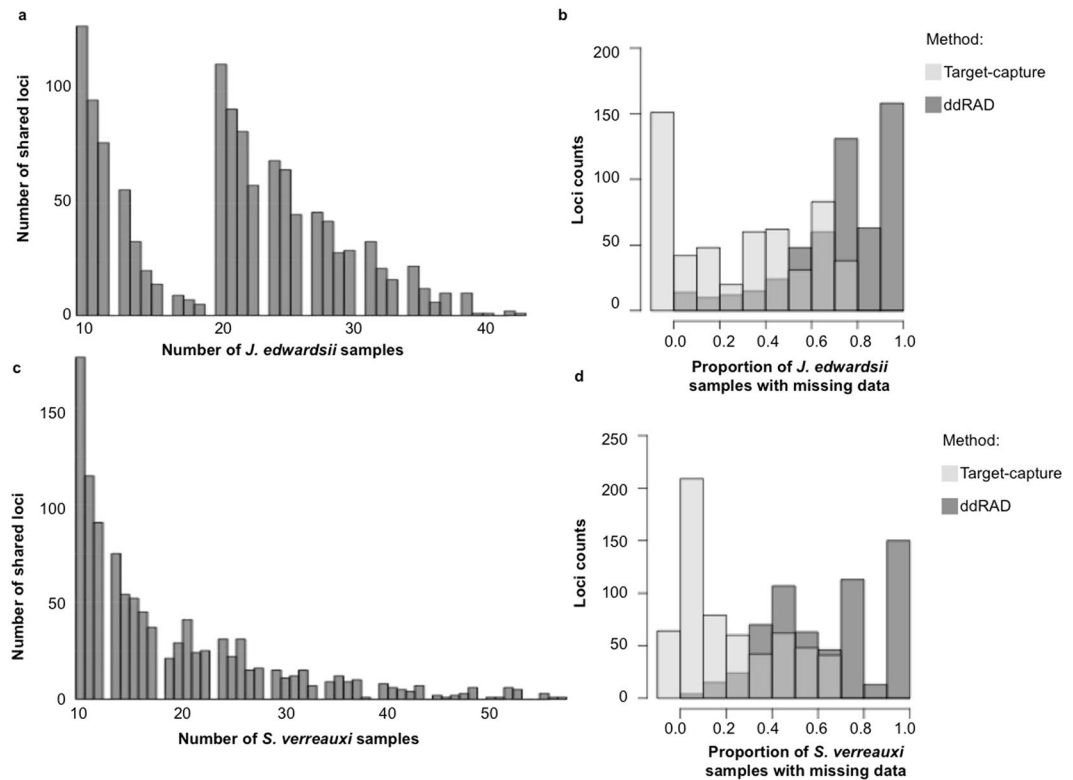 a
Number of shared loci
100
50
0
10
20
30
40
Number of J. edwardsii samples
b
Loci counts
200
150
100
50
0
0.0
0.2
0.4
0.6
0.8
1.0
Proportion of J. edwardsii
samples with missing data
Method:
Target-capture
ddRAD
c
Number of shared loci
150
100
50
0
10
20
30
40
50
Number of S. verreauxi samples
d
Loci counts
250
200
150
100
50
0
0.0
0.2
0.4
0.6
0.8
1.0
Proportion of S. verreauxi
samples with missing data
Method:
Target-capture
ddRAD